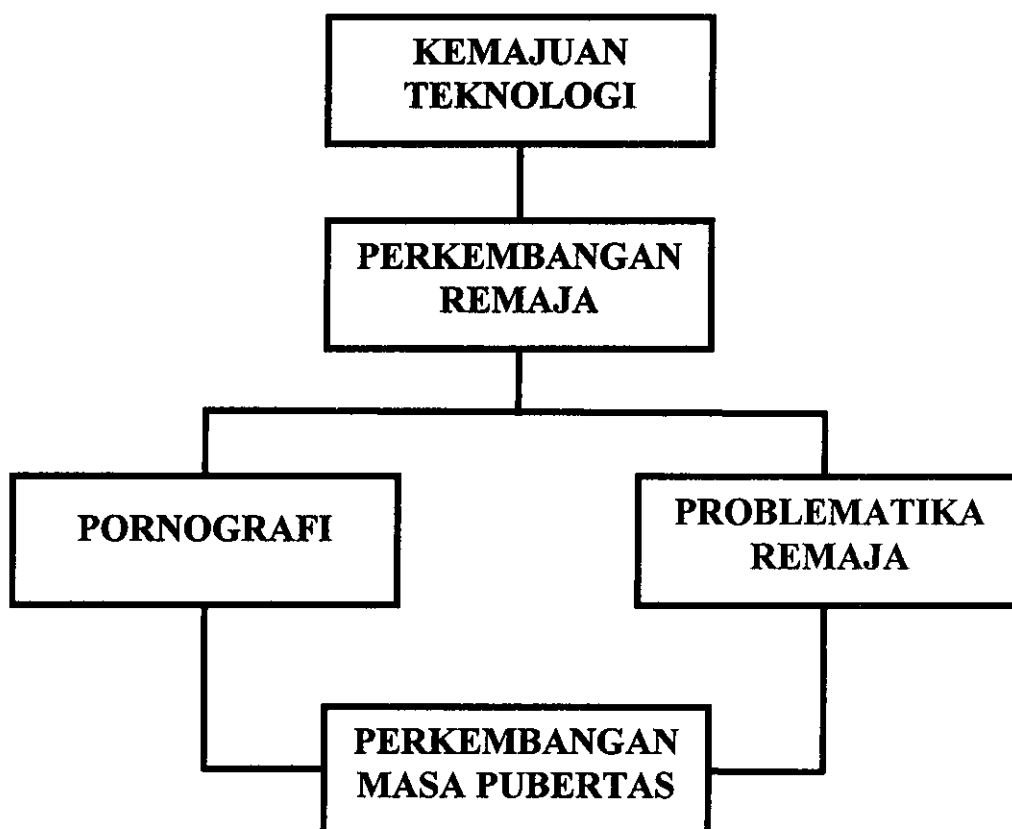 KEMAJUAN
TEKNOLOGI
PERKEMBANGAN
REMAJA
PORNOGRAFI
PROBLEMATIKA
REMAJA
PERKEMBANGAN
MASA PUBERTAS